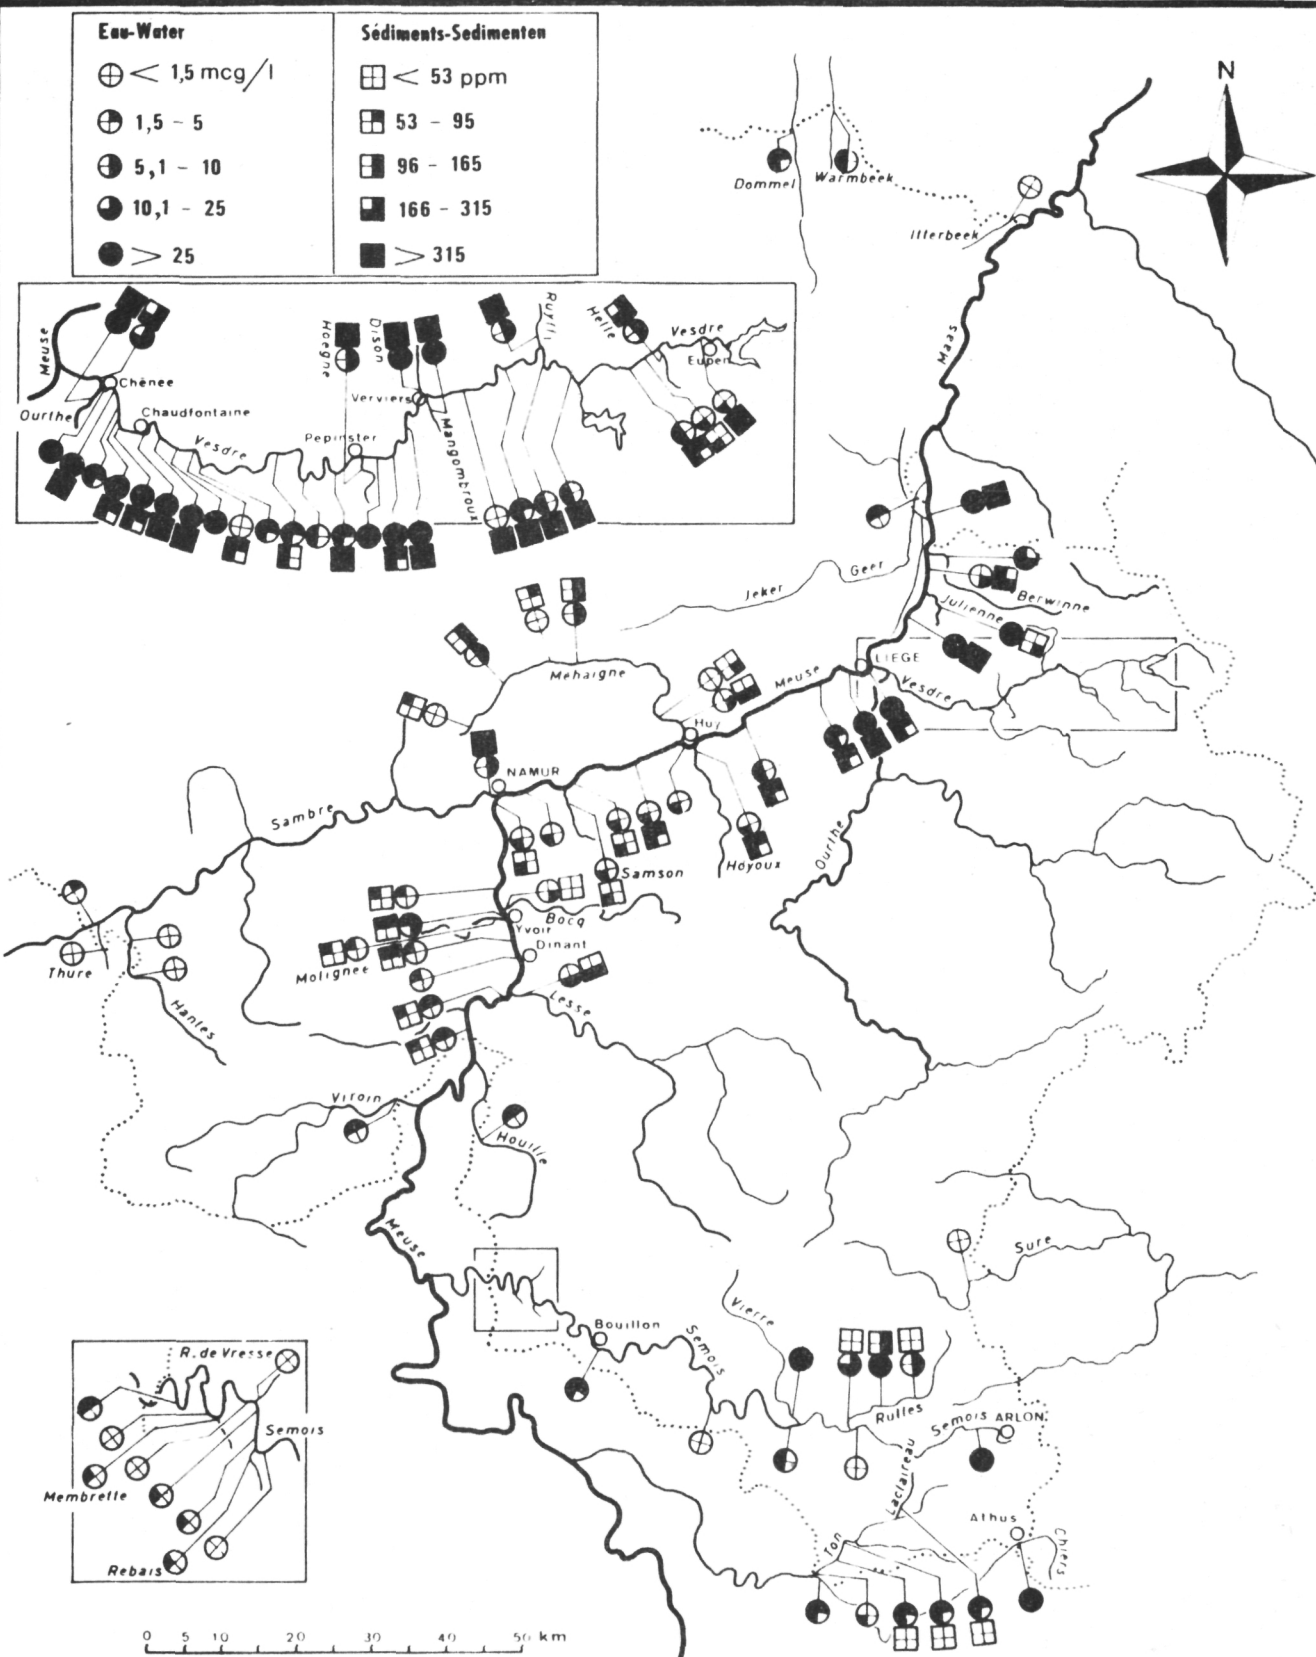 Eau-Water
< 1,5 mcg/l
1,5 - 5
5,1 - 10
10,1 - 25
> 25
Sédiments-Sedimenten
< 53 ppm
53 - 95
96 - 165
166 - 315
> 315
N
Dommel
Warmbeek
Itterbeek
Maas
Meuse
Hoegne
Dison
Helle
Vesdre
Eupen
Chênee
Ourthe
Chaudfontaine
Verviers
Vesdre
Pepinster
Mangombroux
Geer
Jeker
Berwinne
Julienne
LIEGE
Mehaigne
Meuse
Vesdre
Huy
NAMUR
Sambre
Ourthe
Samson
Hoyoux
Bocq
Yvoir
Dinant
Molignee
Thure
Hantes
Lesse
Viroin
Houille
Meuse
Sure
Vierre
Bouillon
Semois
R. de Vresse
Rulles
Semois
ARLON
Semois
Laclaireau
Membrette
Athus
Ton
Chiers
Rebais
0 5 10 20 30 40 50 km